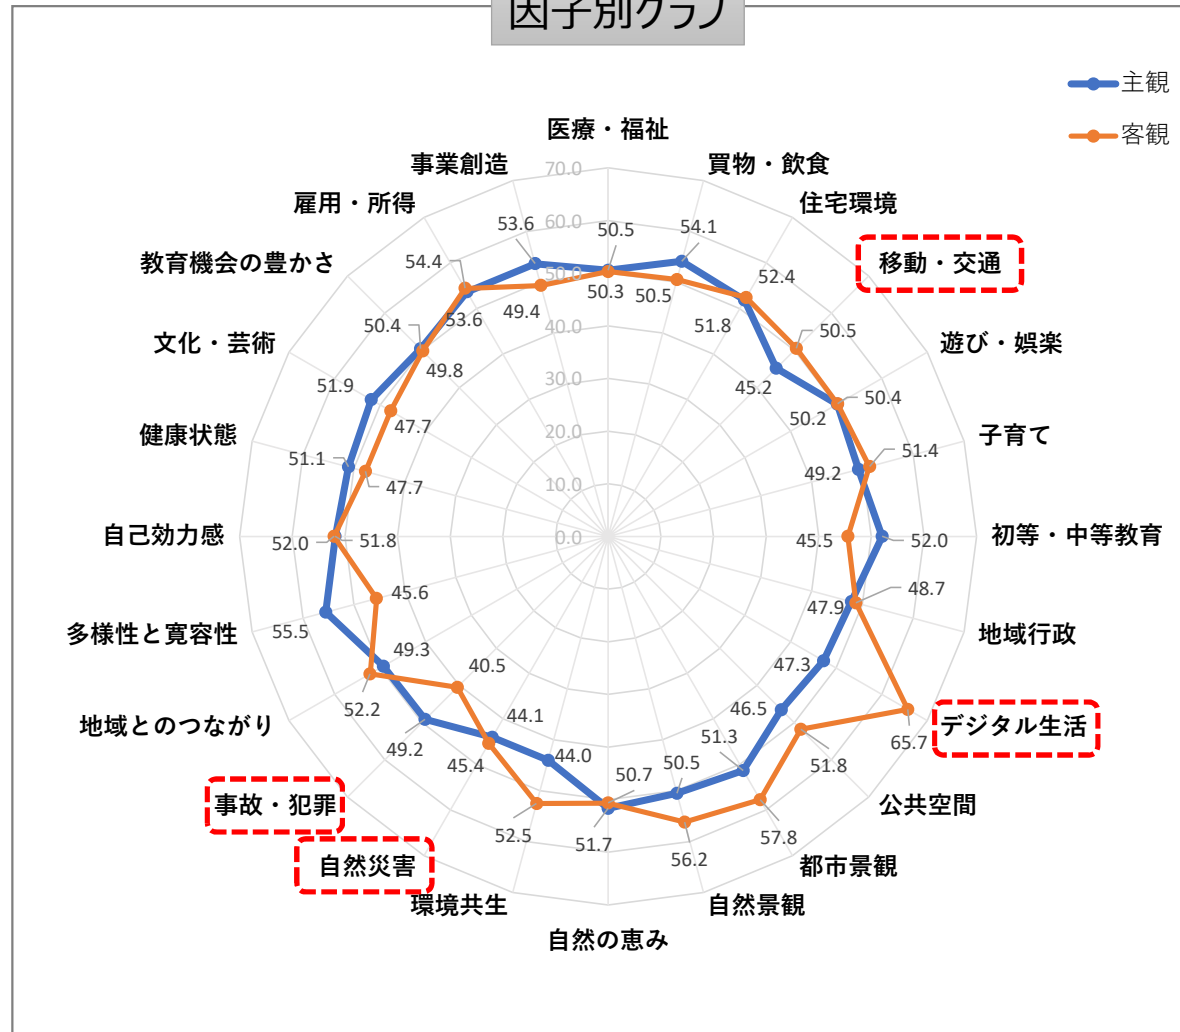 因子別グラフ
主観
客観
医療・福祉
買物・飲食
住宅環境
移動・交通
遊び・娯楽
子育て
初等・中等教育
地域行政
デジタル生活
公共空間
都市景観
自然景観
自然の恵み
環境共生
自然災害
事故・犯罪
地域とのつながり
多様性と寛容性
自己効力感
健康状態
文化・芸術
教育機会の豊かさ
雇用・所得
事業創造
70.0
60.0
50.0
40.0
30.0
20.0
10.0
0.0
50.5
54.1
51.8
45.2
50.2
49.2
52.0
47.9
47.3
46.5
51.3
50.5
51.7
44.0
44.1
49.2
49.3
55.5
51.8
51.1
51.9
50.4
53.6
53.6
50.3
50.5
52.4
50.5
50.4
51.4
45.5
48.7
65.7
51.8
57.8
56.2
50.7
52.5
45.4
40.5
52.2
45.6
52.0
47.7
47.7
49.8
54.4
49.4